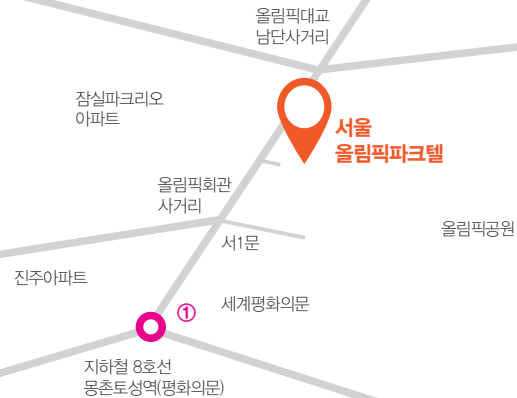 올림픽대교
남단사거리
잠실파크리오
아파트
서울
올림픽파크텔
올림픽회관
사거리
올림픽공원
서1문
진주아파트
세계평화의문
①
지하철 8호선
몽촌토성역(평화의문)